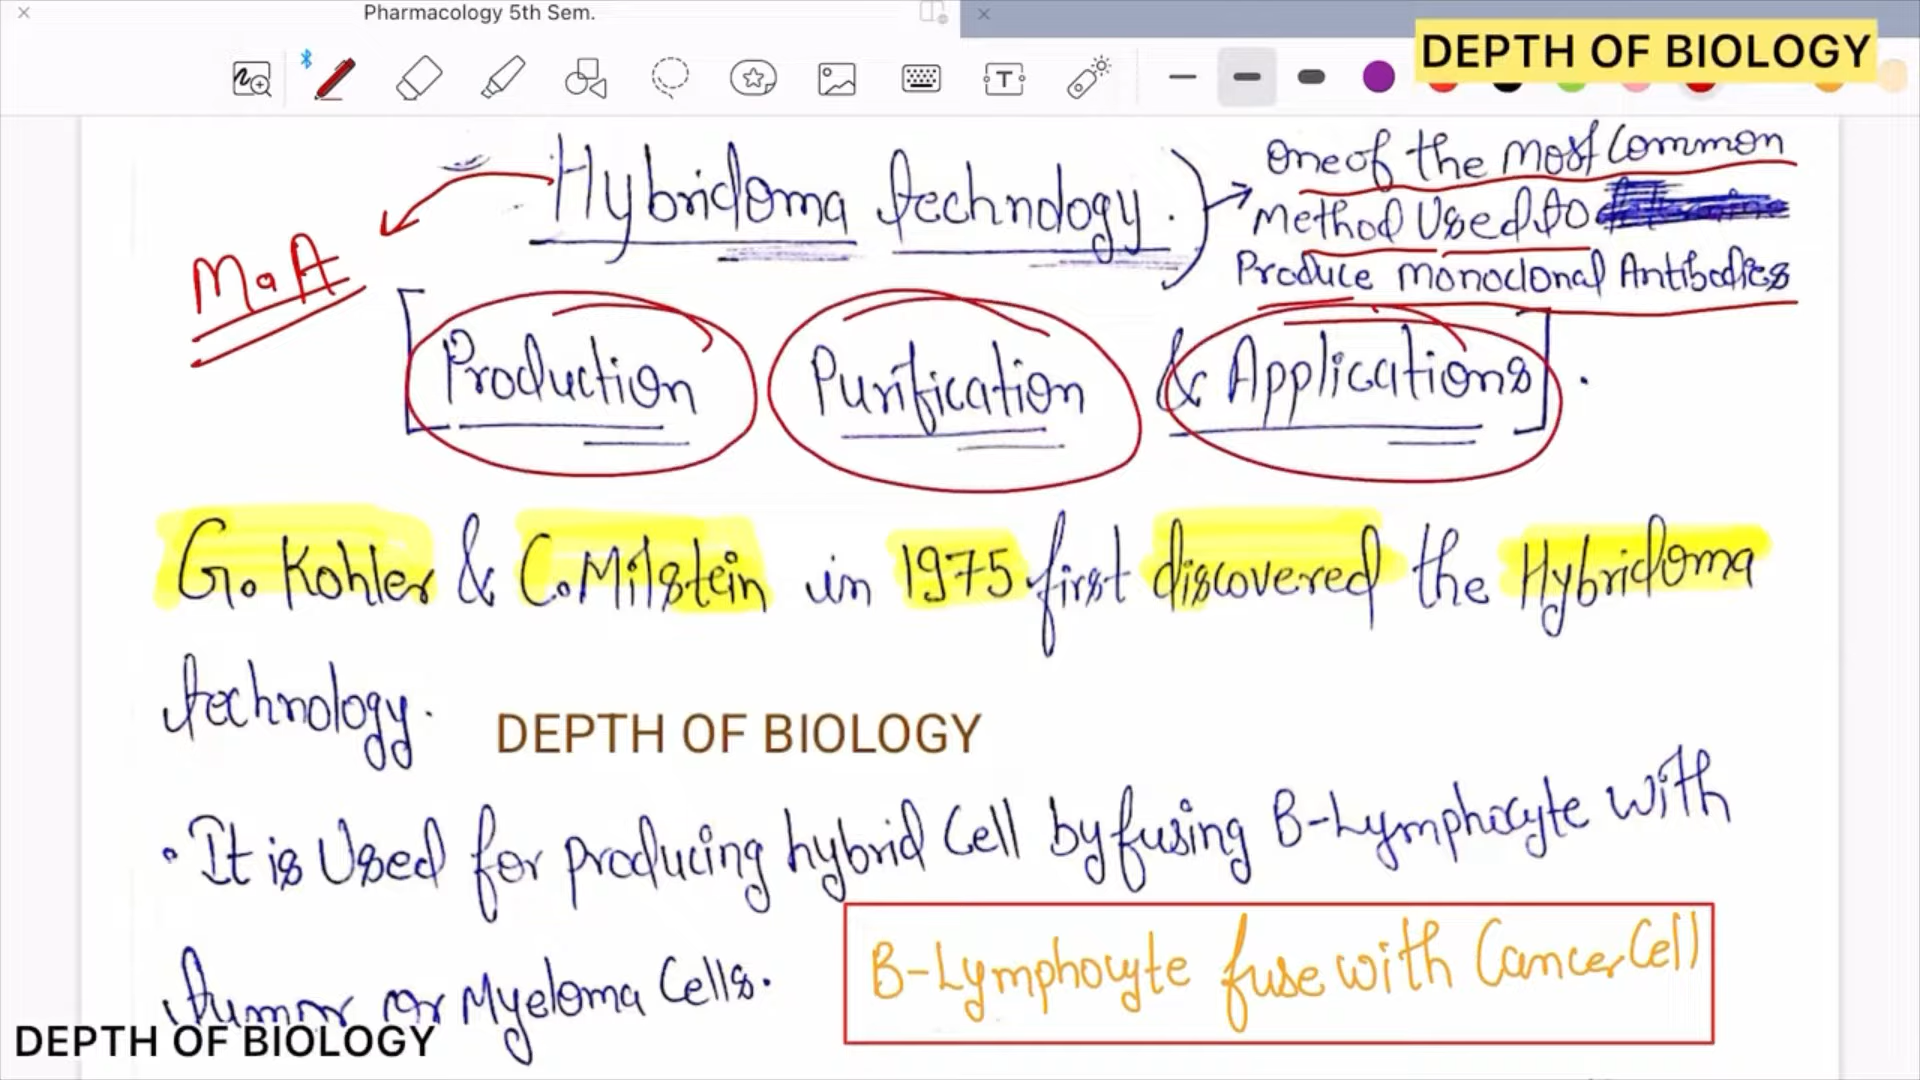 Pharmacology 5th Sem.
DEPTH OF BIOLOGY
Hybridoma technology.
One of the most Common
Method Used to
Produce monoclonal Antibodies
MaA
[Production Purification & Applications].
G. Kohler & C. Milstein in 1975 first discovered the Hybridoma
technology.
DEPTH OF BIOLOGY
• It is Used for producing hybrid Cell by fusing B-Lymphocyte with
tumor or Myeloma Cells.
B-Lymphocyte fuse with Cancer Cell
DEPTH OF BIOLOGY